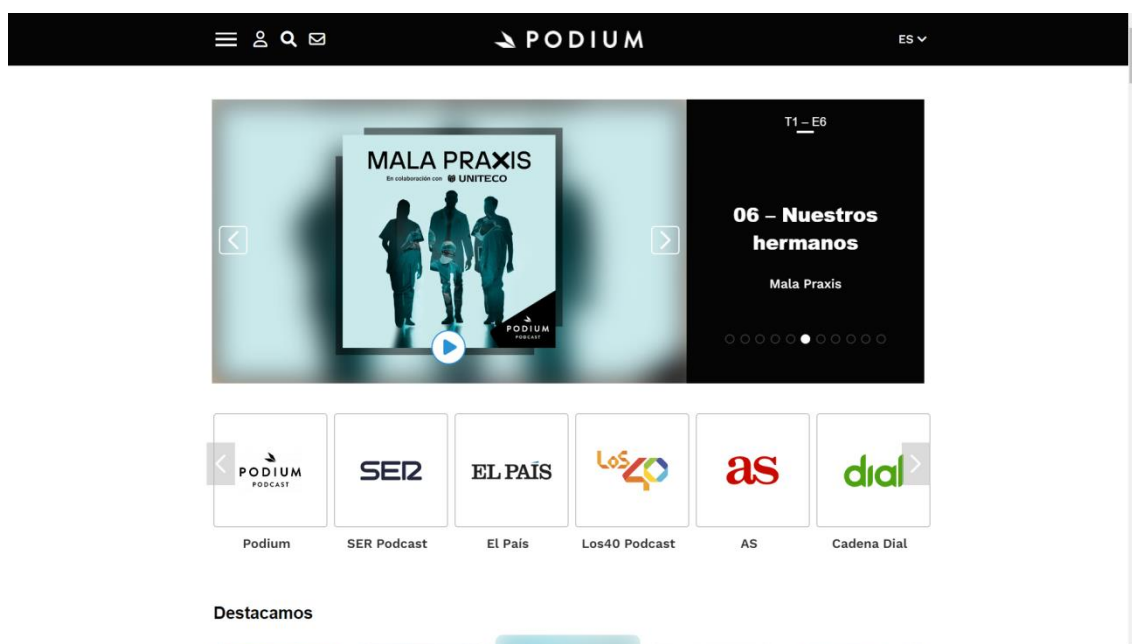 PODIUM
ES
MALA PRAXIS
En colaboración con UNITECO
PODIUM
PODCAST
T1 – E6
06 – Nuestros
hermanos
Mala Praxis
PODIUM
PODCAST
SER
EL PAÍS
LOS40
as
dial
Podium
SER Podcast
El País
Los40 Podcast
AS
Cadena Dial
Destacamos